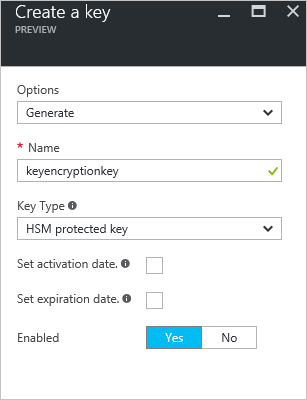 Create a key
PREVIEW
Options
Generate
* Name
keyencryptionkey
Key Type
HSM protected key
Set activation date.
Set expiration date.
Enabled Yes No